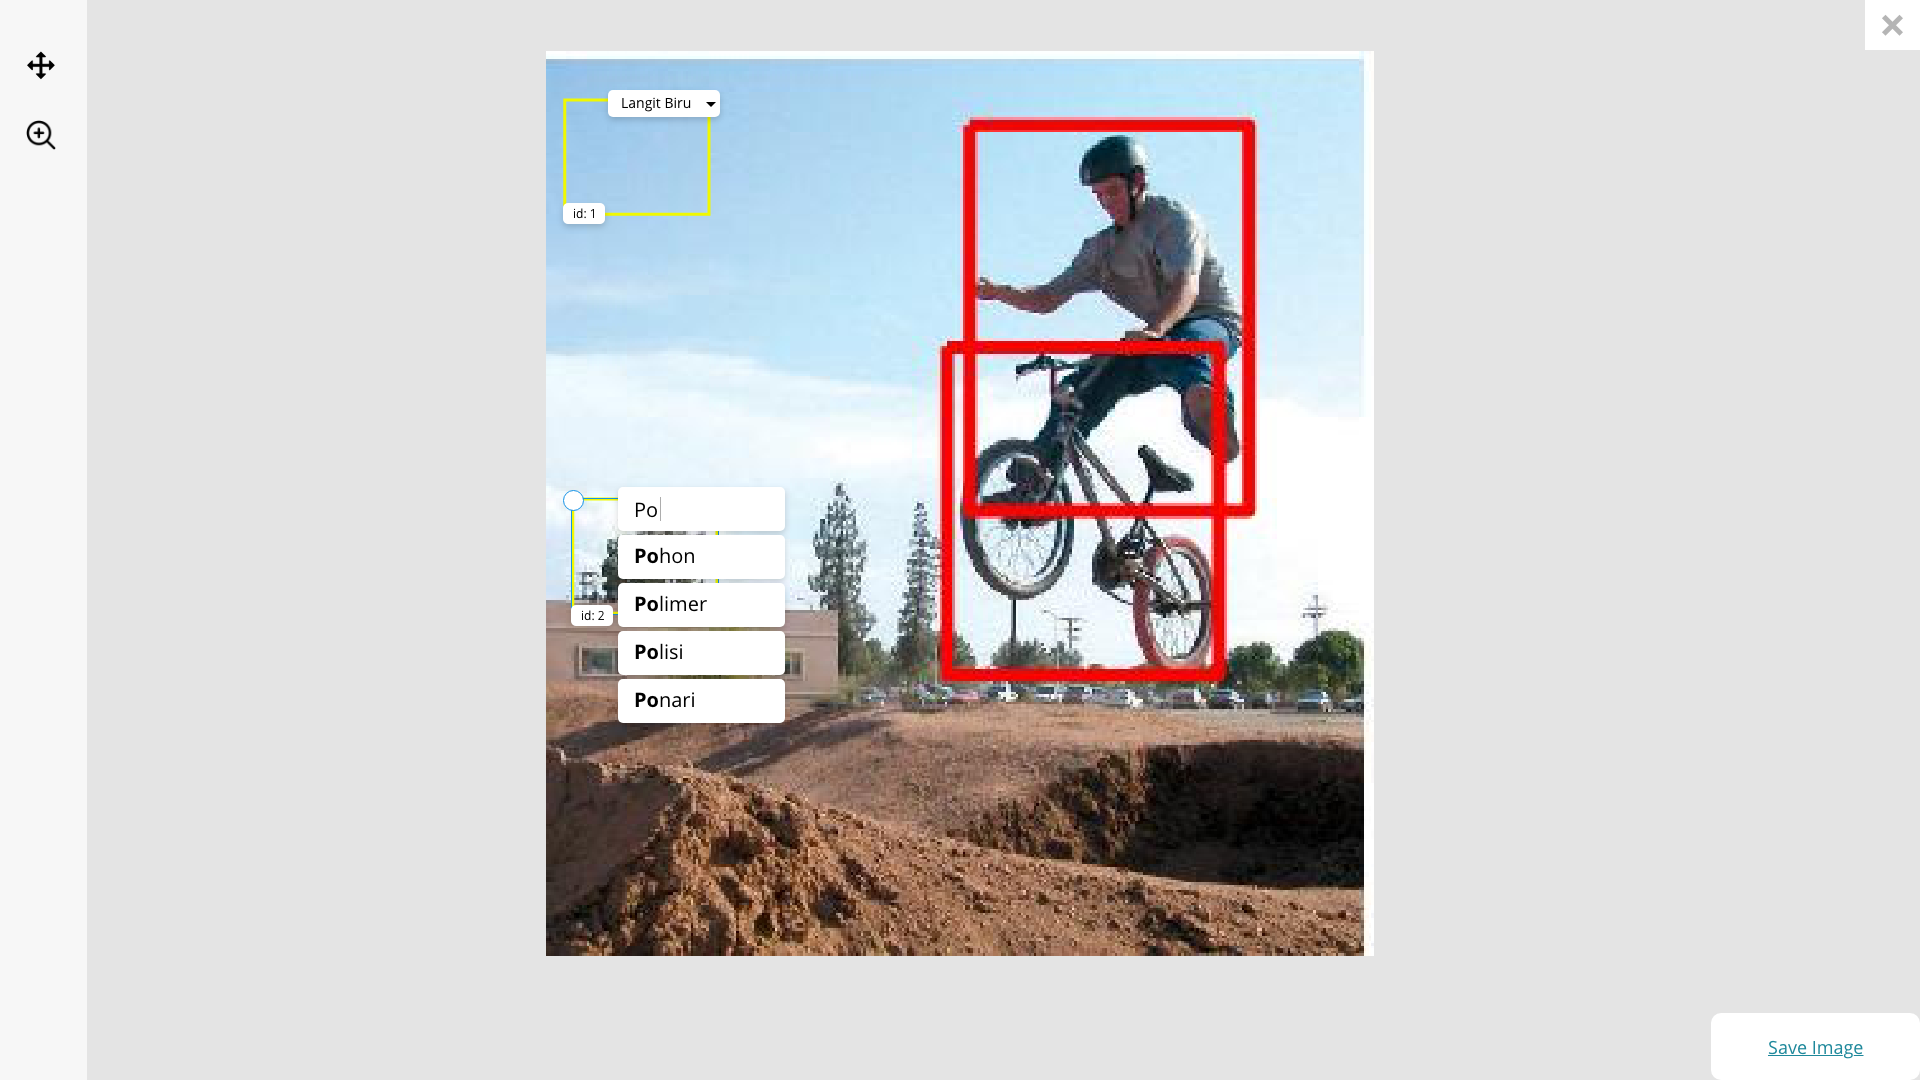 Langit Biru
id: 1
Po
Pohon
id: 2
Polimer
Polisi
Ponari
Save Image